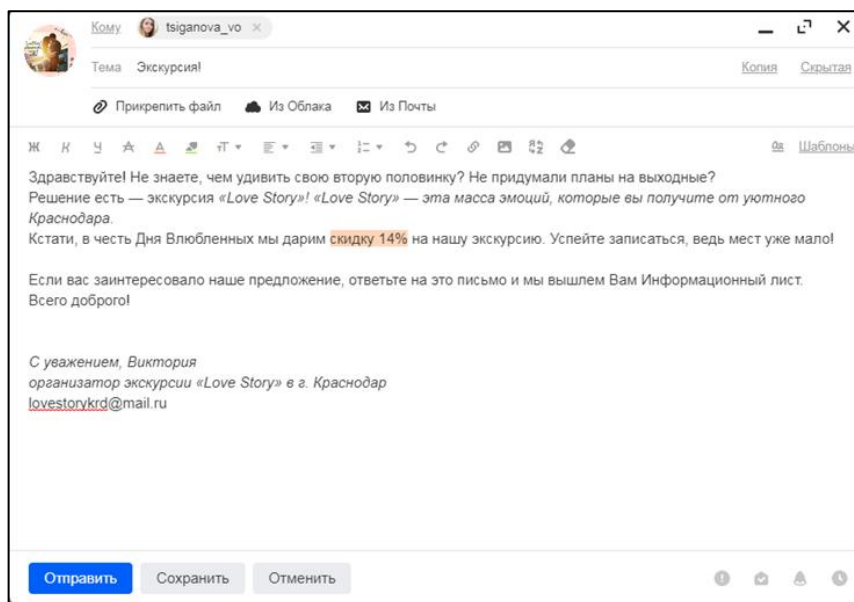 Кому tsiganova_vo
Тема Экскурсия!
Копия Скрытая
Прикрепить файл Из Облака Из Почты
Ж К Ч А А тТ Шаблоны
Здравствуйте! Не знаете, чем удивить свою вторую половинку? Не придумали планы на выходные?
Решение есть — экскурсия «Love Story»! «Love Story» — эта масса эмоций, которые вы получите от уютного
Краснодара.
Кстати, в честь Дня Влюбленных мы дарим скидку 14% на нашу экскурсию. Успейте записаться, ведь мест уже мало!
Если вас заинтересовало наше предложение, ответьте на это письмо и мы вышлем Вам Информационный лист.
Всего доброго!
С уважением, Виктория
организатор экскурсии «Love Story» в г. Краснодар
lovestorykrd@mail.ru
Отправить Сохранить Отменить